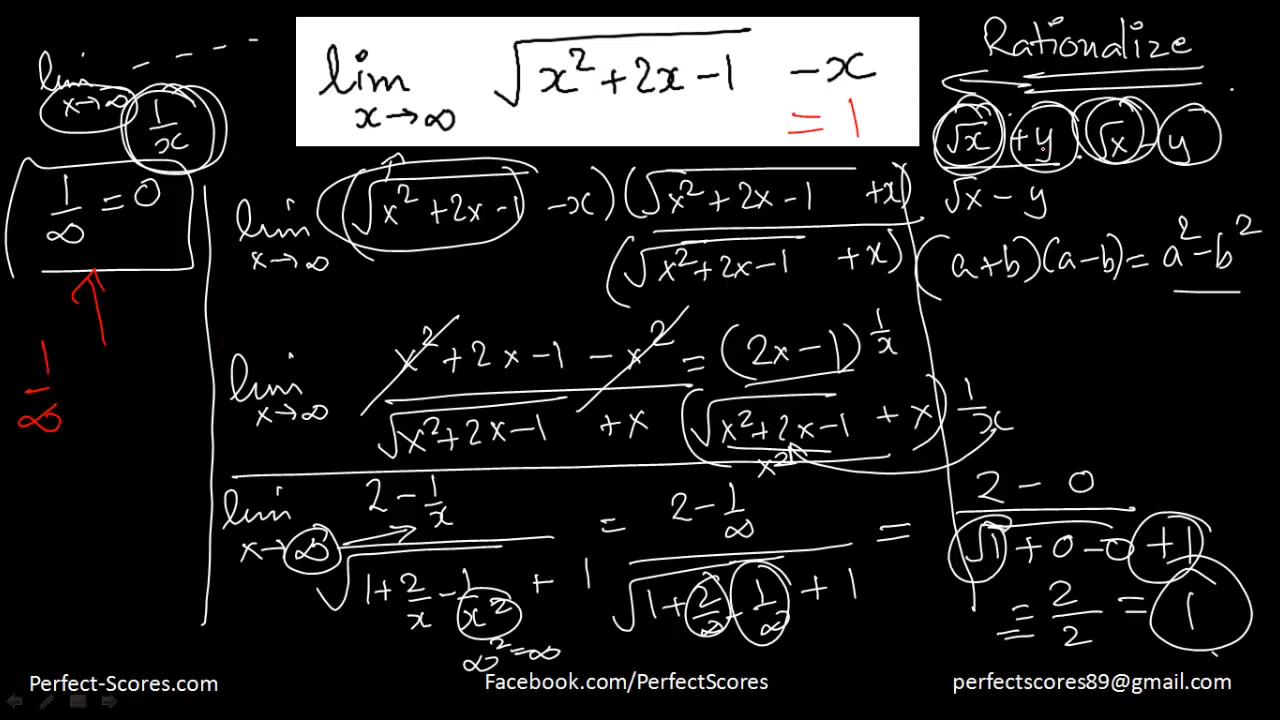 lim x→∞ √(x²+2x−1) −x
= 1
Rationalize
lim x→∞ - - - -
1/x
1/∞ = 0
1/∞
√x + y · √x − y
√x − y
(a+b)(a−b) = a²−b²
lim x→∞ (√(x²+2x−1) −x) (√(x²+2x−1) +x) / (√(x²+2x−1) +x)
lim x→∞ (x²+2x−1 −x²) / (√(x²+2x−1) +x) = (2x−1) 1/x / (√(x²+2x−1) + x) 1/x
x²
lim x→∞ (2 − 1/x) / (√(1+2/x−1/x²) + 1) = (2 − 1/∞) / (√(1+2/∞−1/∞) + 1) = (2 − 0) / (√1+0−0 +1)
∞²=∞
= 2/2 = 1
Perfect-Scores.com
Facebook.com/PerfectScores
perfectscores89@gmail.com